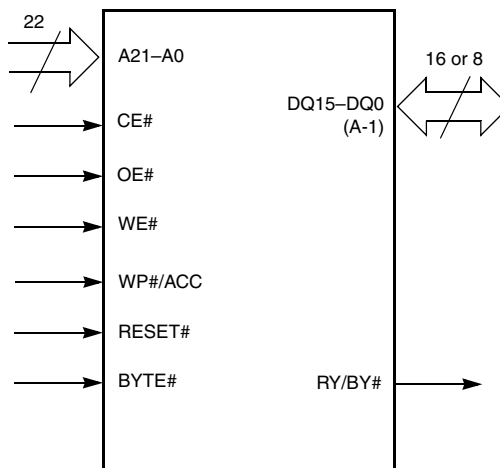 22
A21–A0
16 or 8
CE#
DQ15–DQ0
(A-1)
OE#
WE#
WP#/ACC
RESET#
BYTE#
RY/BY#